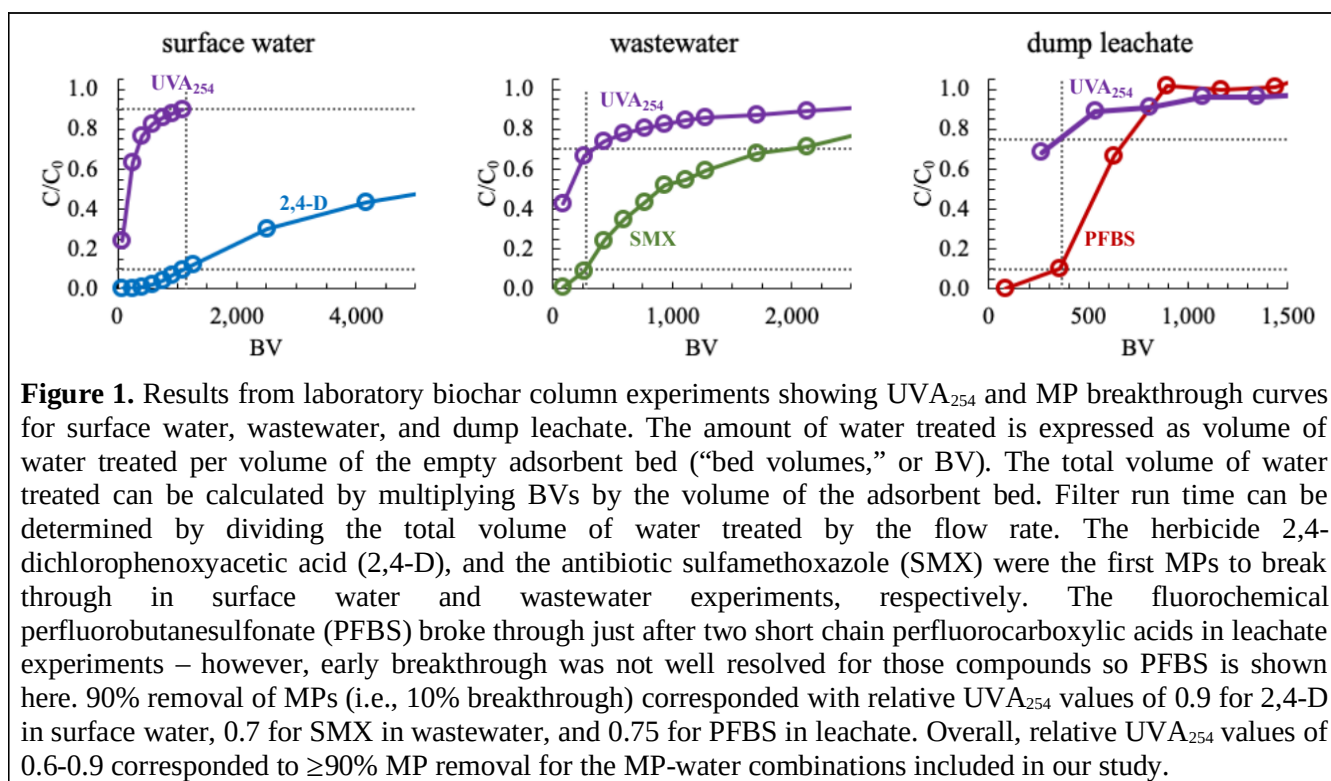 surface water
wastewater
dump leachate
1.0
0.8
0.6
0.4
0.2
0.0
C/C₀
UVA₂₅₄
2,4-D
0
2,000
4,000
BV
1.0
0.8
0.6
0.4
0.2
0.0
C/C₀
UVA₂₅₄
SMX
0
1,000
2,000
BV
1.0
0.8
0.6
0.4
0.2
0.0
C/C₀
UVA₂₅₄
PFBS
0
500
1,000
1,500
BV
Figure 1. Results from laboratory biochar column experiments showing UVA₂₅₄ and MP breakthrough curves
for surface water, wastewater, and dump leachate. The amount of water treated is expressed as volume of
water treated per volume of the empty adsorbent bed (“bed volumes,” or BV). The total volume of water
treated can be calculated by multiplying BVs by the volume of the adsorbent bed. Filter run time can be
determined by dividing the total volume of water treated by the flow rate. The herbicide 2,4-
dichlorophenoxyacetic acid (2,4-D), and the antibiotic sulfamethoxazole (SMX) were the first MPs to break
through in surface water and wastewater experiments, respectively. The fluorochemical
perfluorobutanesulfonate (PFBS) broke through just after two short chain perfluorocarboxylic acids in leachate
experiments – however, early breakthrough was not well resolved for those compounds so PFBS is shown
here. 90% removal of MPs (i.e., 10% breakthrough) corresponded with relative UVA₂₅₄ values of 0.9 for 2,4-D
in surface water, 0.7 for SMX in wastewater, and 0.75 for PFBS in leachate. Overall, relative UVA₂₅₄ values of
0.6-0.9 corresponded to ≥90% MP removal for the MP-water combinations included in our study.